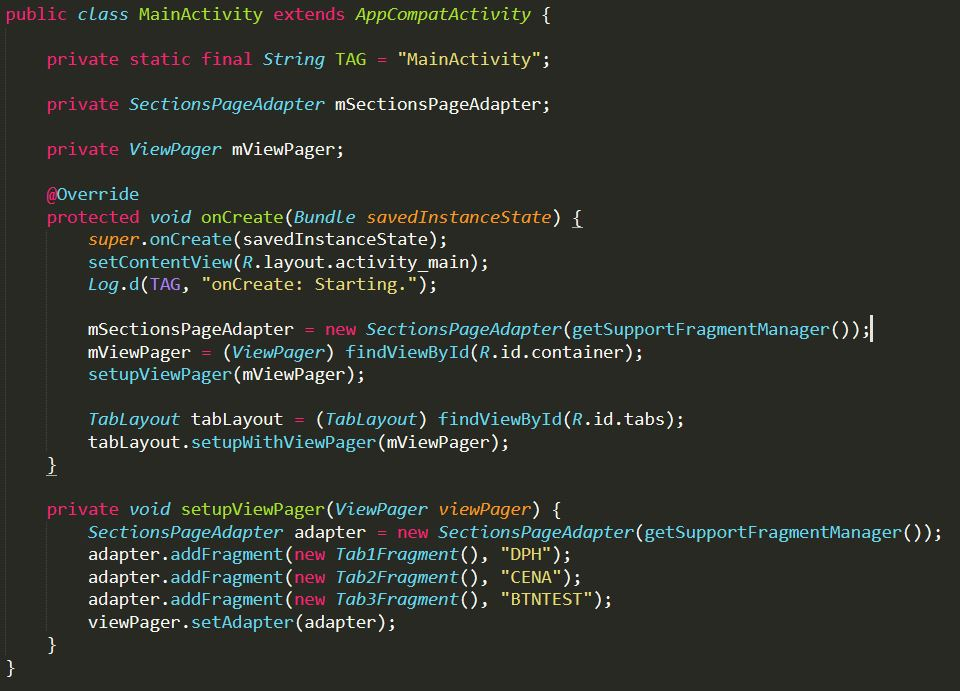 public class MainActivity extends AppCompatActivity {
private static final String TAG = "MainActivity";
private SectionsPageAdapter mSectionsPageAdapter;
private ViewPager mViewPager;
@Override
protected void onCreate(Bundle savedInstanceState) {
super.onCreate(savedInstanceState);
setContentView(R.layout.activity_main);
Log.d(TAG, "onCreate: Starting.");
mSectionsPageAdapter = new SectionsPageAdapter(getSupportFragmentManager());
mViewPager = (ViewPager) findViewById(R.id.container);
setupViewPager(mViewPager);
TabLayout tabLayout = (TabLayout) findViewById(R.id.tabs);
tabLayout.setupWithViewPager(mViewPager);
}
private void setupViewPager(ViewPager viewPager) {
SectionsPageAdapter adapter = new SectionsPageAdapter(getSupportFragmentManager());
adapter.addFragment(new Tab1Fragment(), "DPH");
adapter.addFragment(new Tab2Fragment(), "CENA");
adapter.addFragment(new Tab3Fragment(), "BTNTEST");
viewPager.setAdapter(adapter);
}
}